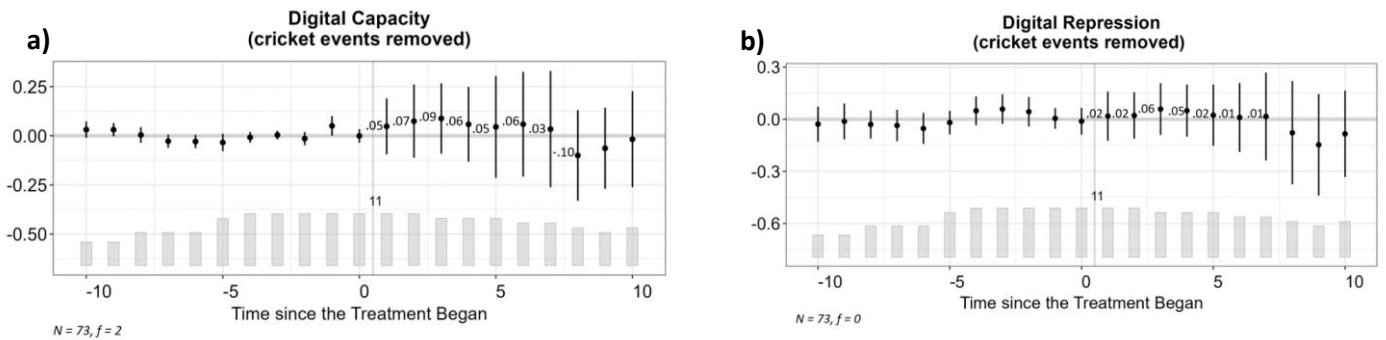 a)
Digital Capacity
(cricket events removed)
0.25
0.00
-0.25
-0.50
.05 .07 .09 .06 .05 .06 .03 -.10
11
-10 -5 0 5 10
Time since the Treatment Began
N = 73, f = 2
b)
Digital Repression
(cricket events removed)
0.3
0.0
-0.3
-0.6
.02 .02 .06 .05 .02 .01 .01
11
-10 -5 0 5 10
Time since the Treatment Began
N = 73, f = 0